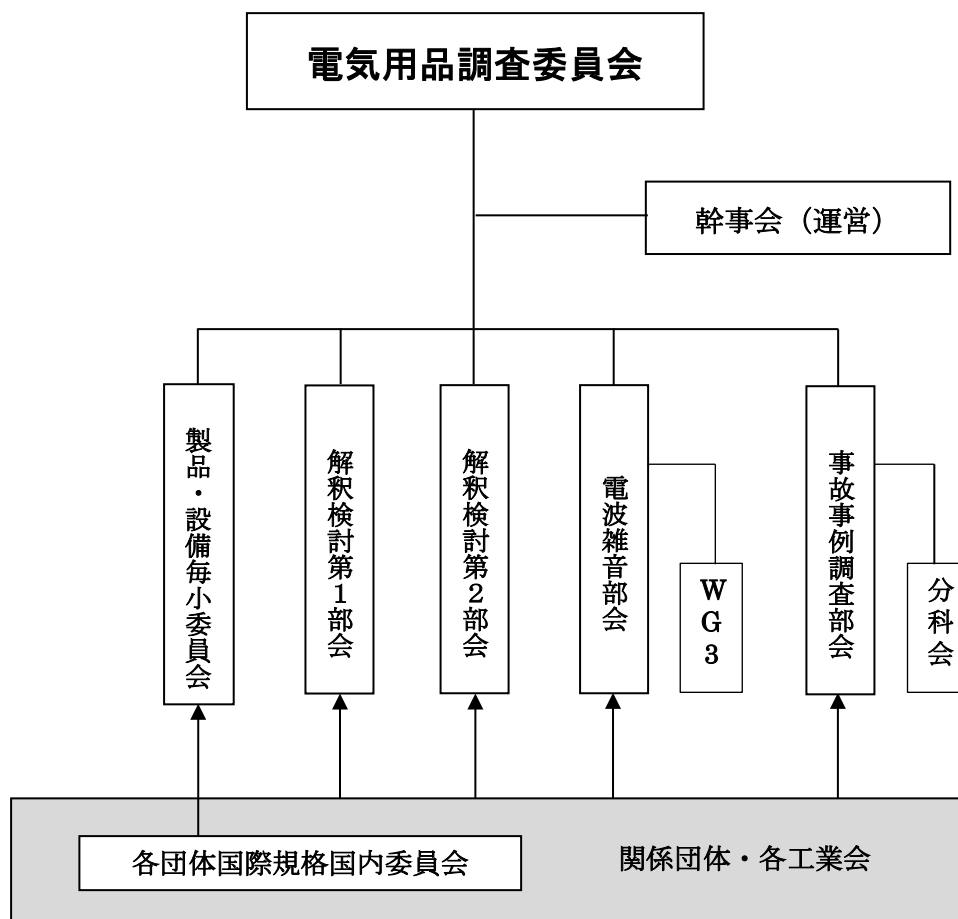 電気用品調査委員会
幹事会（運営）
製品・設備毎小委員会
解釈検討第１部会
解釈検討第２部会
電波雑音部会
ＷＧ３
事故事例調査部会
分科会
各団体国際規格国内委員会
関係団体・各工業会